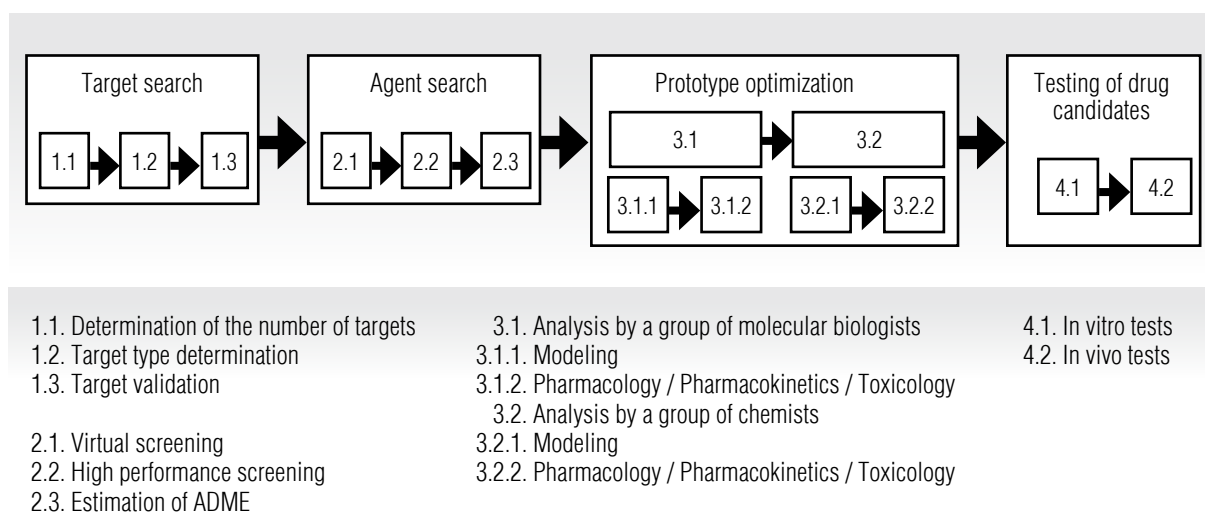 Target search
1.1
1.2
1.3
Agent search
2.1
2.2
2.3
Prototype optimization
3.1
3.2
3.1.1
3.1.2
3.2.1
3.2.2
Testing of drug
candidates
4.1
4.2
1.1. Determination of the number of targets
1.2. Target type determination
1.3. Target validation
2.1. Virtual screening
2.2. High performance screening
2.3. Estimation of ADME
3.1. Analysis by a group of molecular biologists
3.1.1. Modeling
3.1.2. Pharmacology / Pharmacokinetics / Toxicology
3.2. Analysis by a group of chemists
3.2.1. Modeling
3.2.2. Pharmacology / Pharmacokinetics / Toxicology
4.1. In vitro tests
4.2. In vivo tests